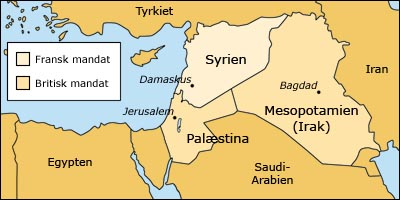 Tyrkiet
Fransk mandat
Britisk mandat
Syrien
Damaskus
Iran
Bagdad
Jerusalem
Mesopotamien
(Irak)
Palæstina
Egypten
Saudi-
Arabien